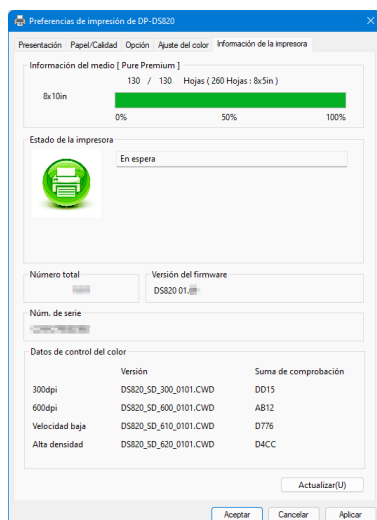 Preferencias de impresión de DP-DS820
Presentación Papel/Calidad Opción Ajuste del color Información de la impresora
Información del medio [ Pure Premium ]
130 / 130 Hojas ( 260 Hojas : 8x5in )
8x10in
0% 50% 100%
Estado de la impresora
En espera
Número total Versión del firmware
DS820 01.
Núm. de serie
Datos de control del color
Versión Suma de comprobación
300dpi DS820_SD_300_0101.CWD DD15
600dpi DS820_SD_600_0101.CWD AB12
Velocidad baja DS820_SD_610_0101.CWD D776
Alta densidad DS820_SD_620_0101.CWD D4CC
Actualizar(U)
Aceptar Cancelar Aplicar